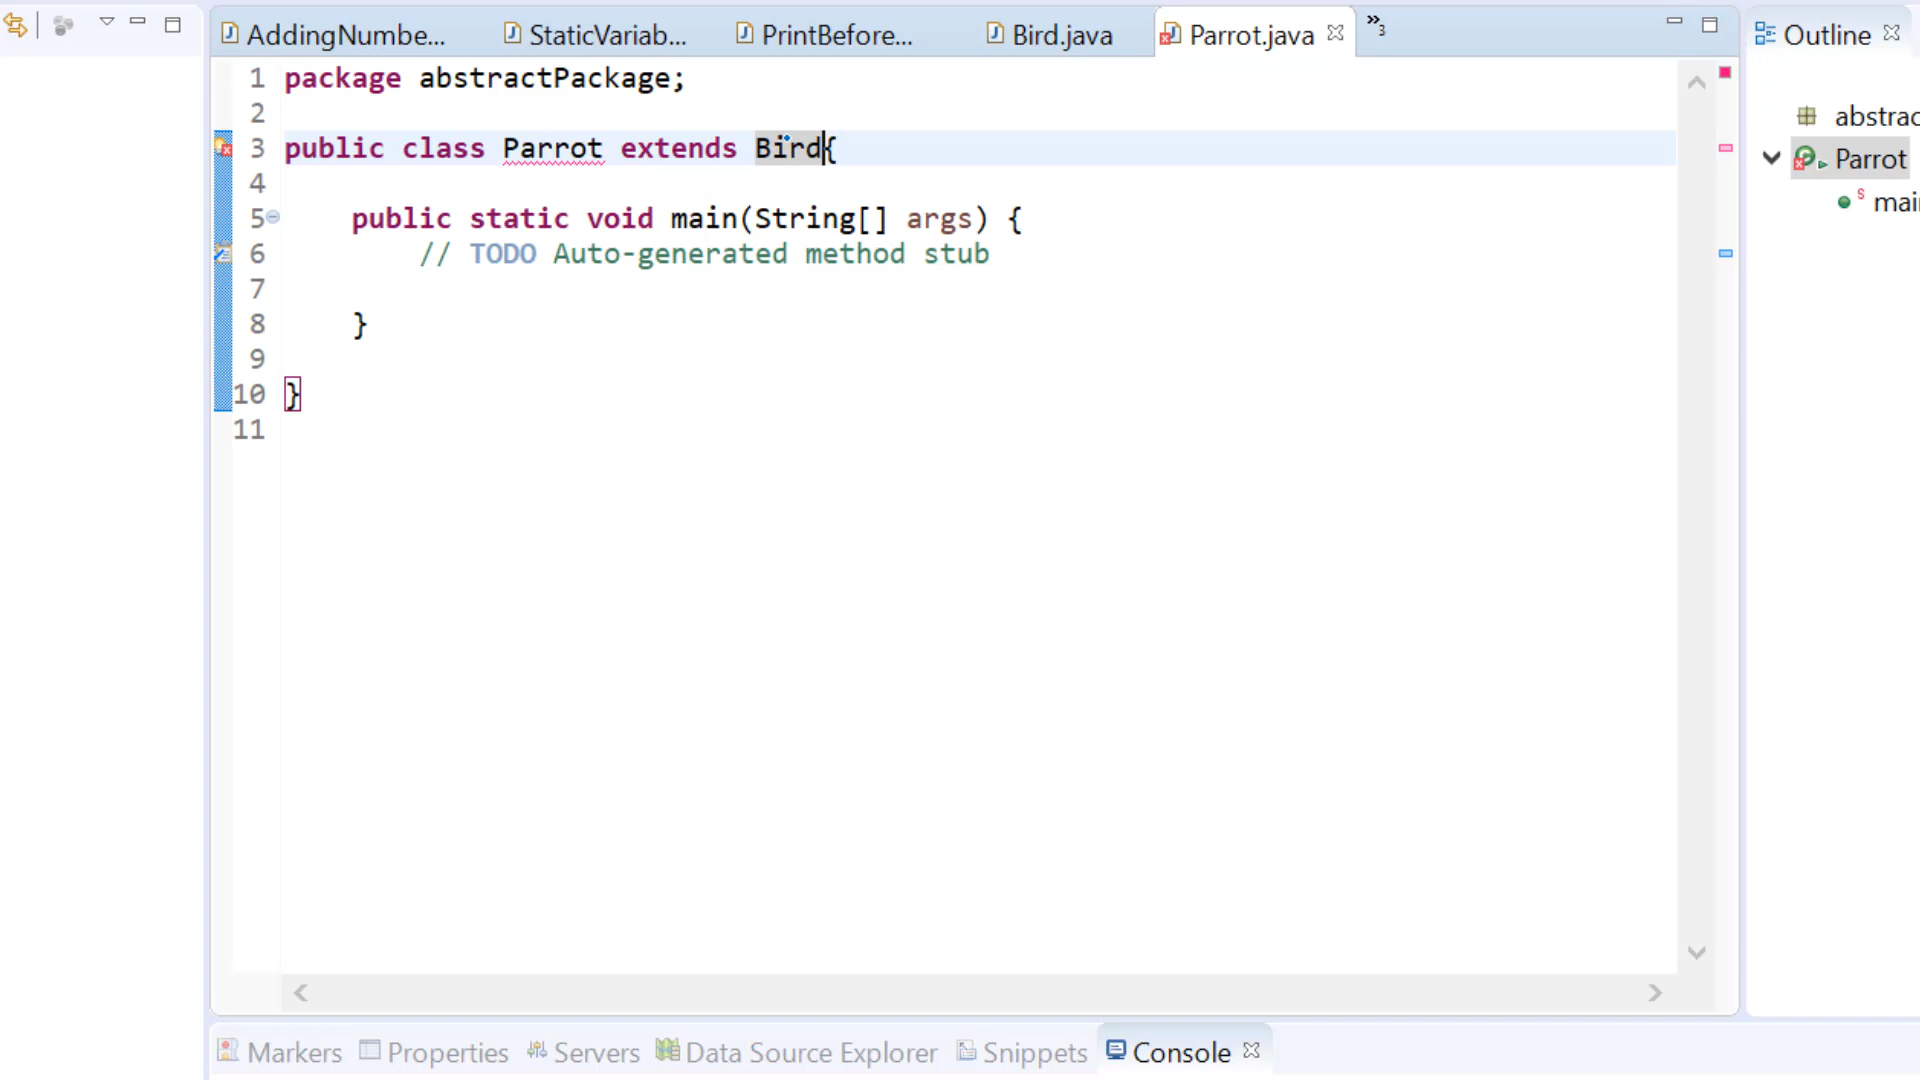 AddingNumbe... StaticVariab... PrintBefore... Bird.java Parrot.java »3 Outline
1 package abstractPackage;
2
3 public class Parrot extends Bird{
4
5 public static void main(String[] args) {
6 // TODO Auto-generated method stub
7
8 }
9
10 }
11
abstrac
Parrot
S mai
Markers Properties Servers Data Source Explorer Snippets Console